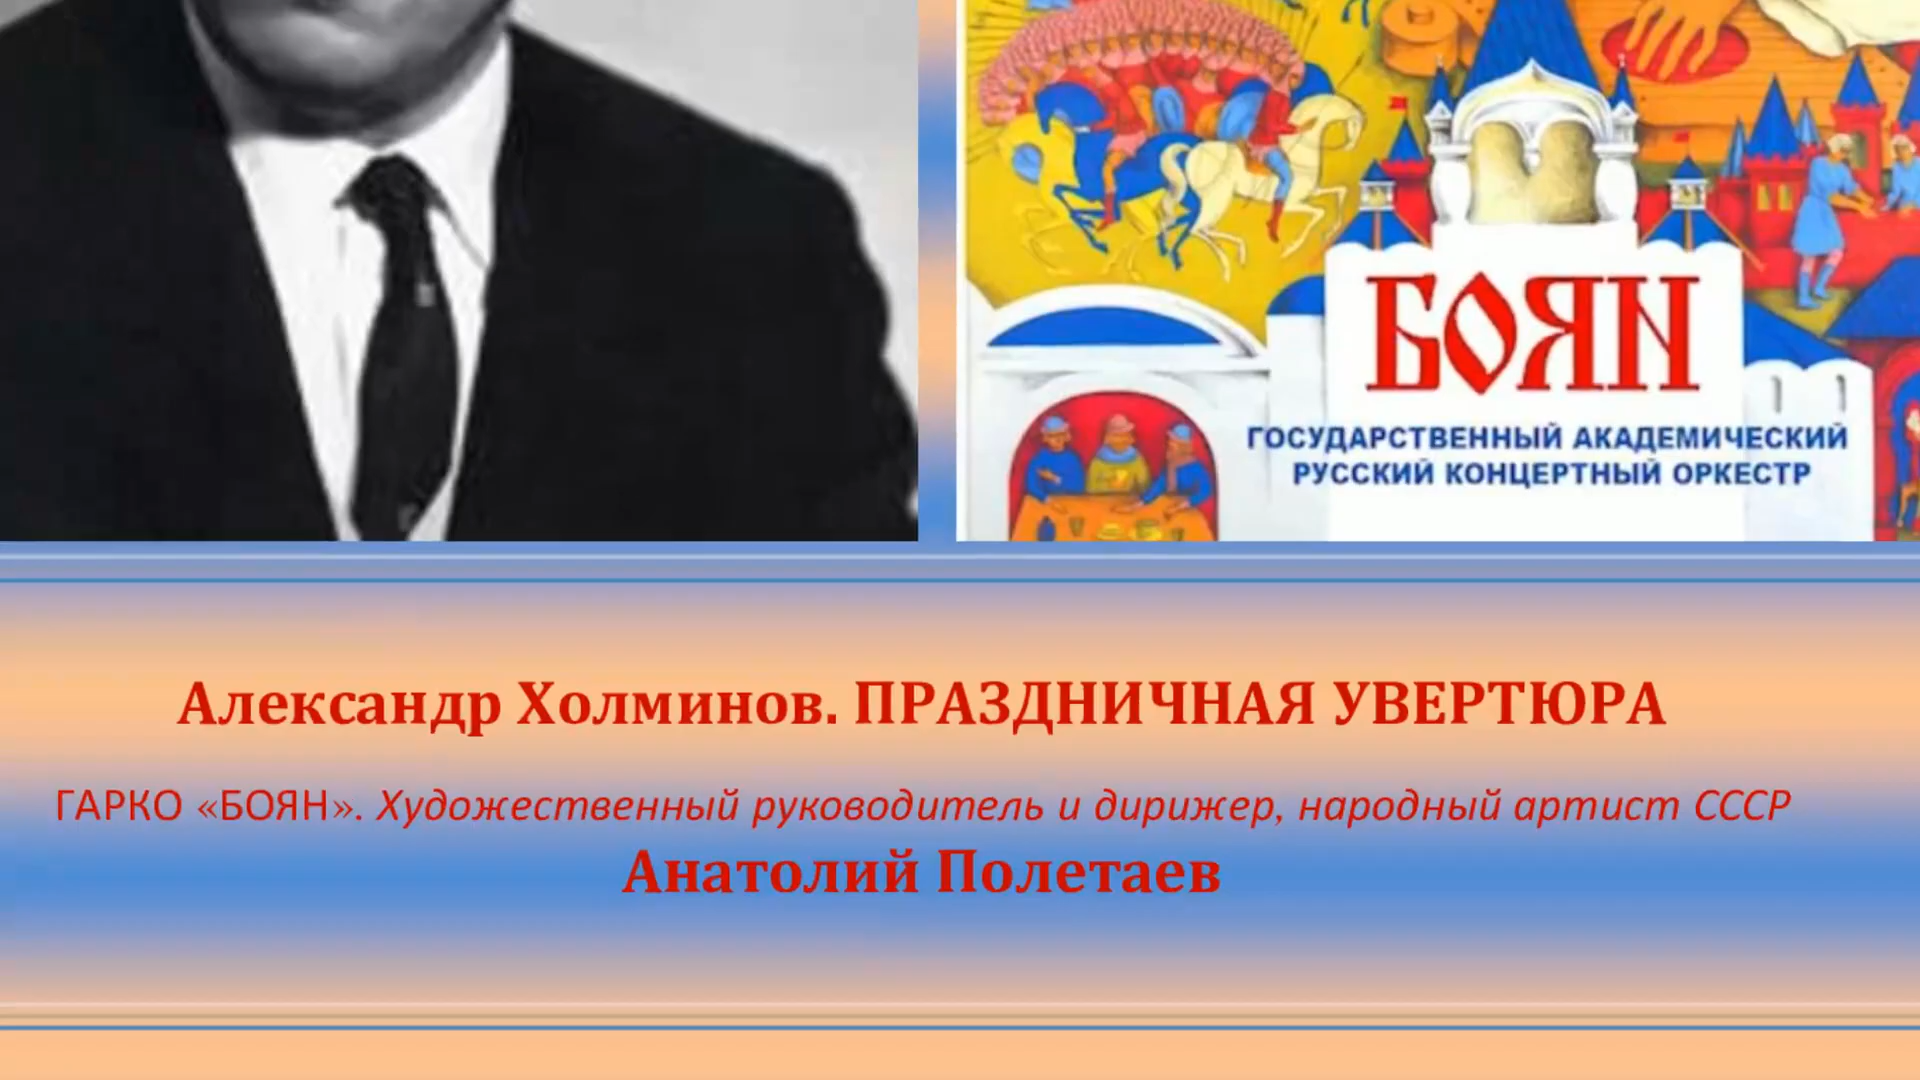 БОЯН
ГОСУДАРСТВЕННЫЙ АКАДЕМИЧЕСКИЙ
РУССКИЙ КОНЦЕРТНЫЙ ОРКЕСТР
Александр Холминов. ПРАЗДНИЧНАЯ УВЕРТЮРА
ГАРКО «БОЯН». Художественный руководитель и дирижер, народный артист СССР
Анатолий Полетаев